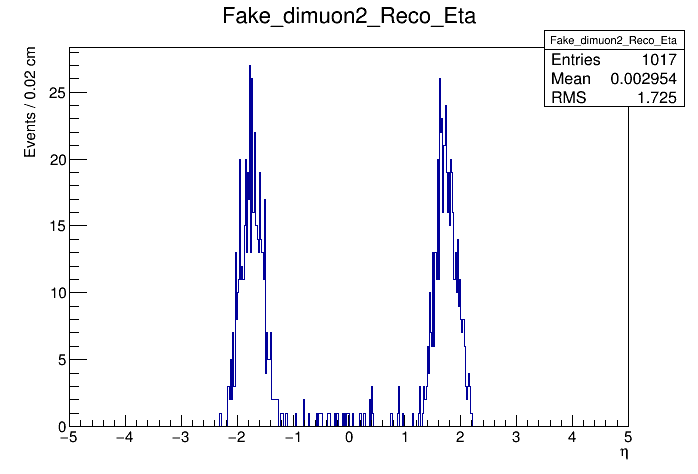 Fake_dimuon2_Reco_Eta
Fake_dimuon2_Reco_Eta
Entries 1017
Mean 0.002954
RMS 1.725
Events / 0.02 cm
25
20
15
10
5
0
−5 −4 −3 −2 −1 0 1 2 3 4 5
η